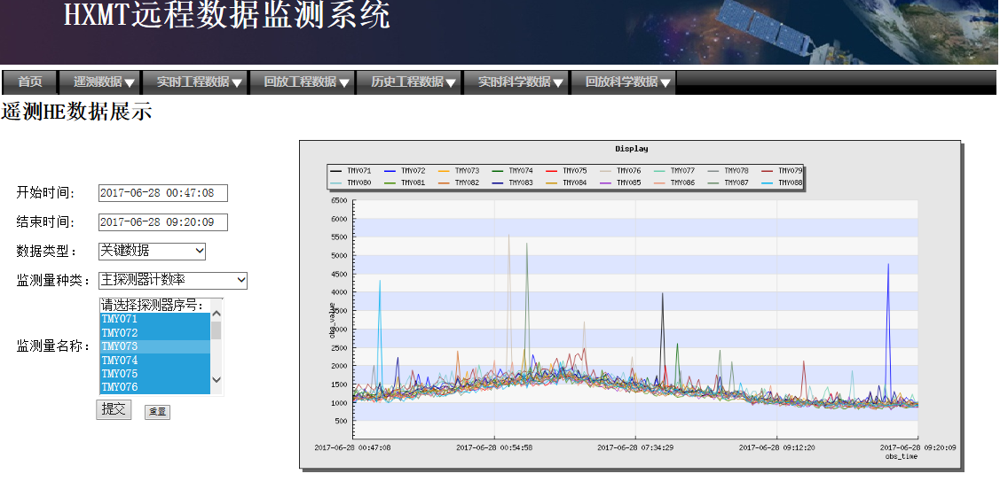 HXMT远程数据监测系统
首页 遥测数据 实时工程数据 回放工程数据 历史工程数据 实时科学数据 回放科学数据
遥测HE数据展示
开始时间: 2017-06-28 00:47:08
结束时间: 2017-06-28 09:20:09
数据类型: 关键数据
监测量种类: 主探测器计数率
监测量名称:
请选择探测器序号:
TMY071
TMY072
TMY073
TMY074
TMY075
TMY076
提交 重置
Display
TMY071 TMY072 TMY073 TMY074 TMY075 TMY076 TMY077 TMY078 TMY079
TMY080 TMY081 TMY082 TMY083 TMY084 TMY085 TMY086 TMY087 TMY088
6500
6000
5500
5000
4500
4000
3500
3000
2500
2000
1500
1000
500
obs_value
2017-06-28 00:47:08 2017-06-28 00:54:58 2017-06-28 07:34:29 2017-06-28 09:12:20 2017-06-28 09:20:09
obs_time